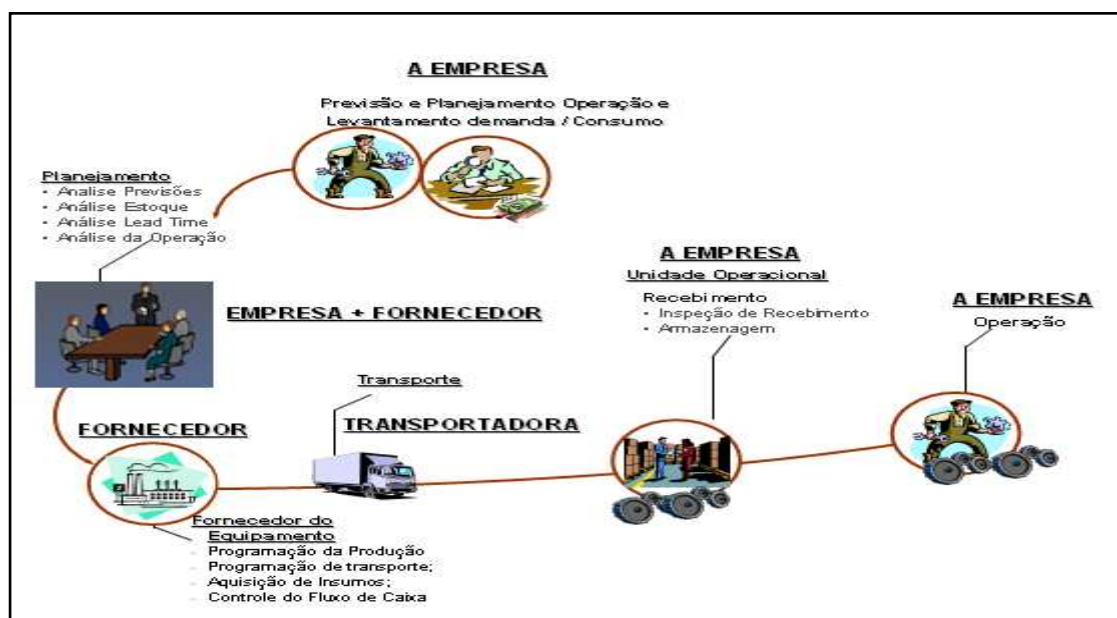 A EMPRESA
Previsão e Planejamento Operação e
Levantamento demanda / Consumo
Planejamento
• Analise Previsões
• Análise Estoque
• Análise Lead Time
• Análise da Operação
EMPRESA + FORNECEDOR
A EMPRESA
Unidade Operacional
Recebimento
• Inspeção de Recebimento
• Armazenagem
A EMPRESA
Operação
Transporte
TRANSPORTADORA
FORNECEDOR
Fornecedor do
Equipamento
- Programação da Produção
- Programação de transporte;
- Aquisição de Insumos;
- Controle do Fluxo de Caixa